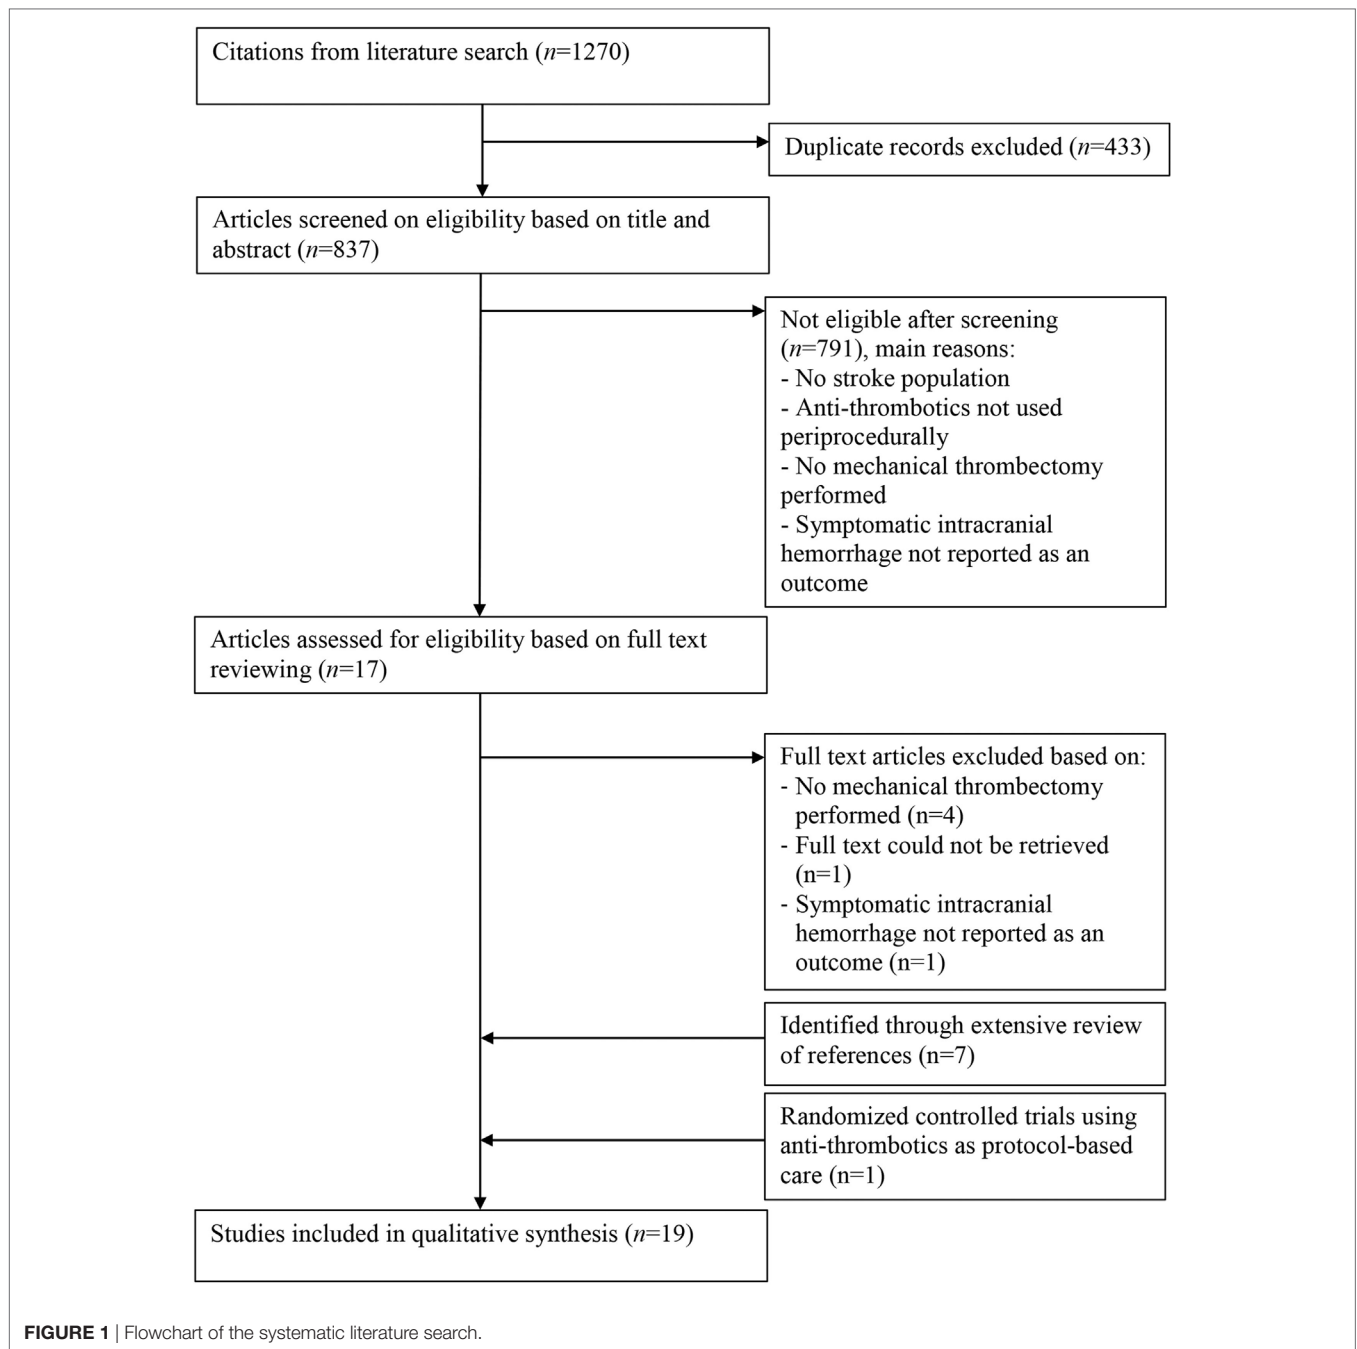 Citations from literature search (n=1270)
Duplicate records excluded (n=433)
Articles screened on eligibility based on title and
abstract (n=837)
Not eligible after screening
(n=791), main reasons:
- No stroke population
- Anti-thrombotics not used
periprocedurally
- No mechanical thrombectomy
performed
- Symptomatic intracranial
hemorrhage not reported as an
outcome
Articles assessed for eligibility based on full text
reviewing (n=17)
Full text articles excluded based on:
- No mechanical thrombectomy
performed (n=4)
- Full text could not be retrieved
(n=1)
- Symptomatic intracranial
hemorrhage not reported as an
outcome (n=1)
Identified through extensive review
of references (n=7)
Randomized controlled trials using
anti-thrombotics as protocol-based
care (n=1)
Studies included in qualitative synthesis (n=19)
FIGURE 1 | Flowchart of the systematic literature search.